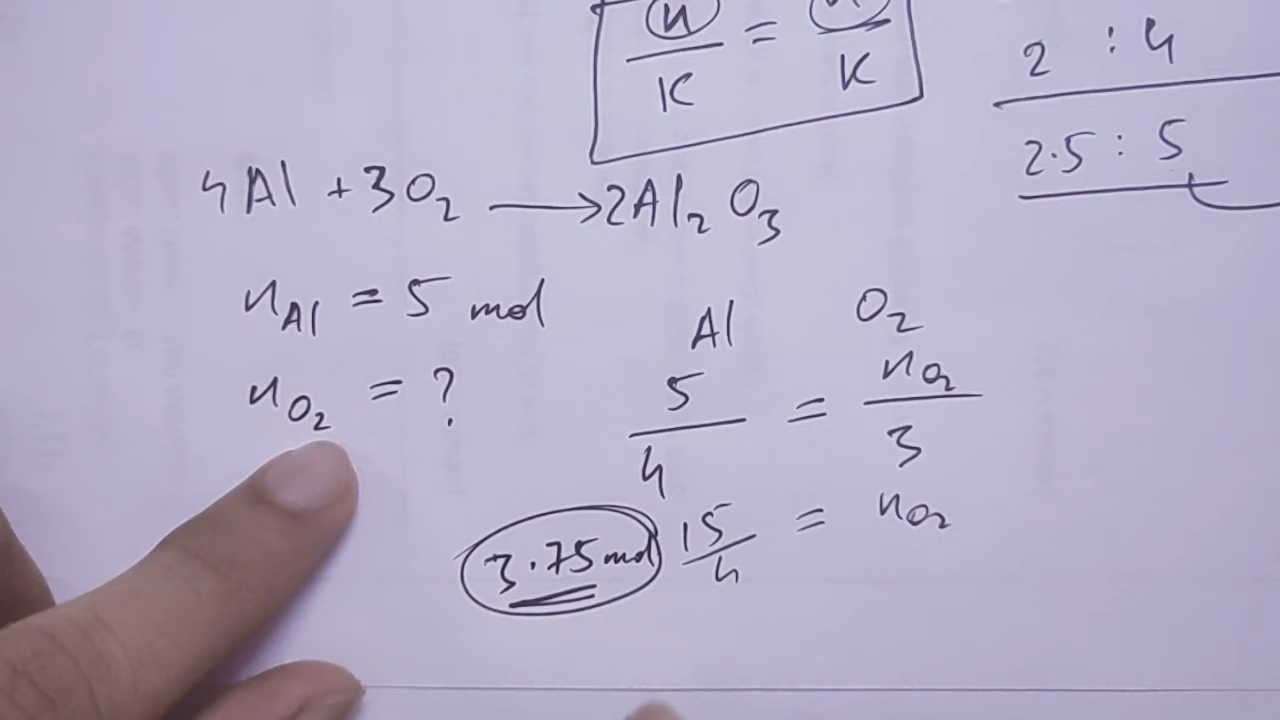 n/K = n/K
2 : 4
2.5 : 5
4Al + 3O₂ ⟶ 2Al₂O₃
nAl = 5 mol
nO₂ = ?
Al O₂
5/4 = nO₂/3
3.75 mol 15/4 = nO₂